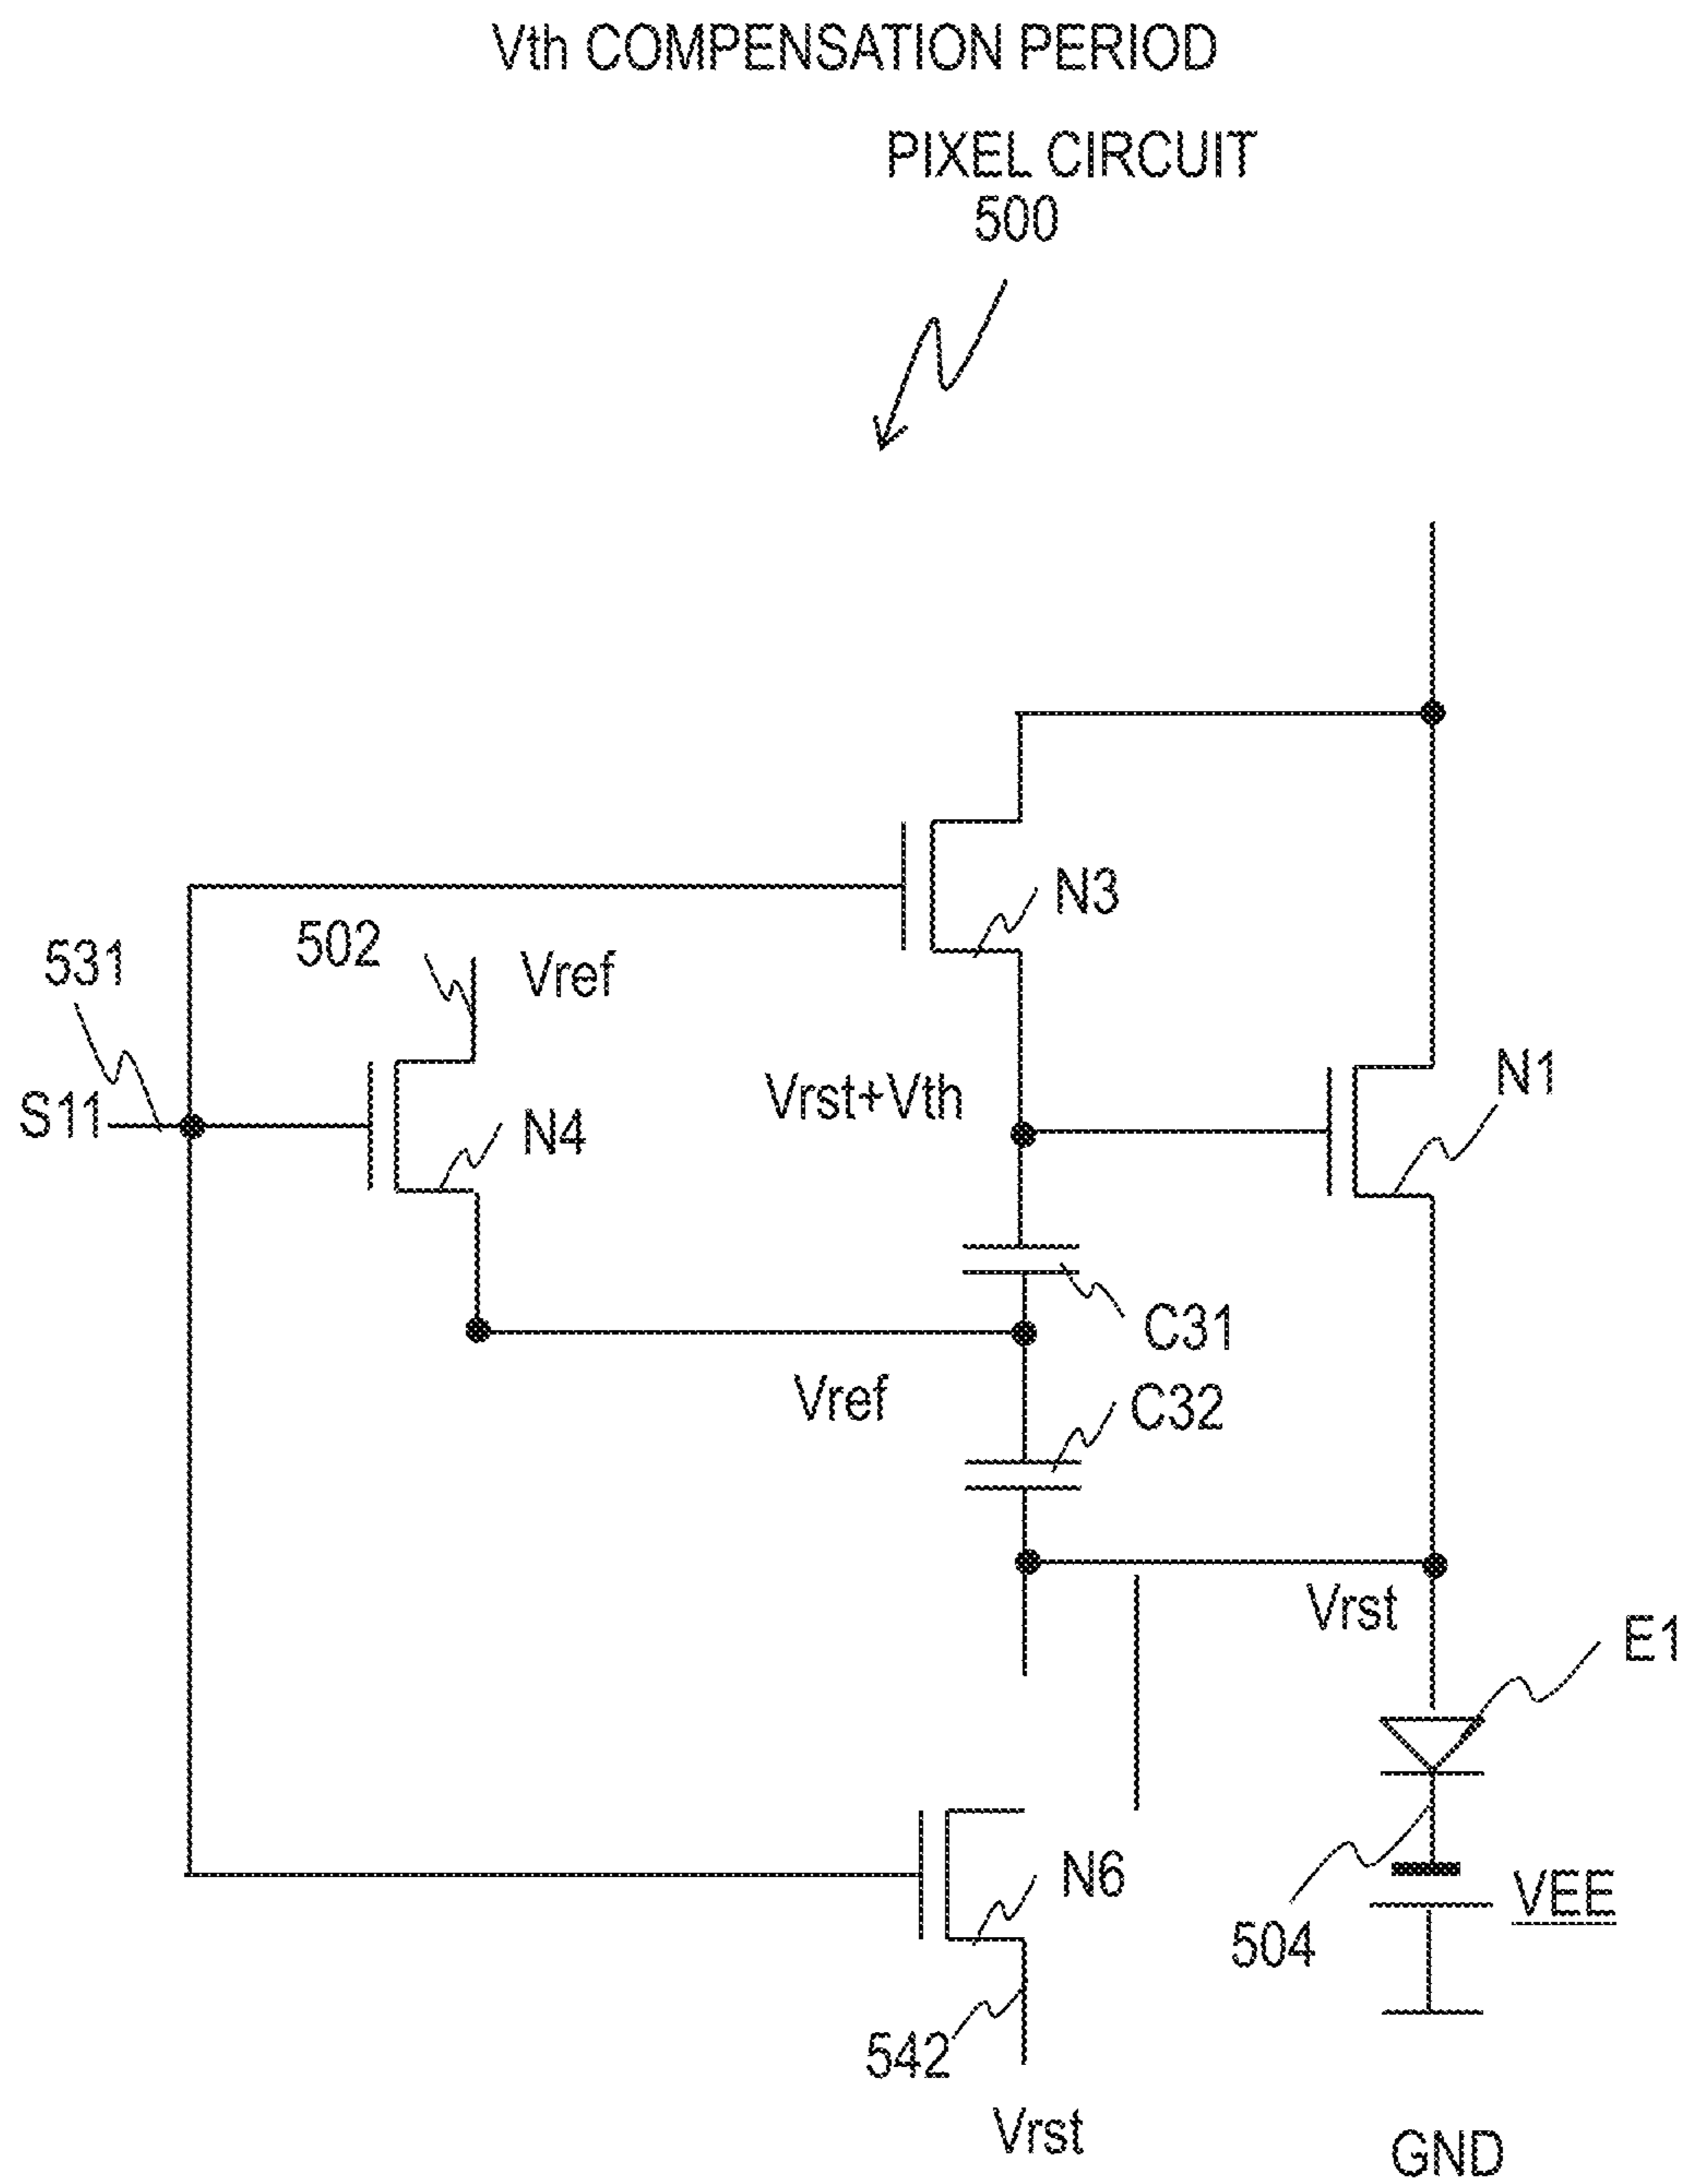 Vth COMPENSATION PERIOD
PIXEL CIRCUIT
500
N3
502
Vref
531
N1
Vrst+Vth
S11
N4
C31
Vref
C32
Vrst
E1
N6
VEE
504
542
Vrst
GND